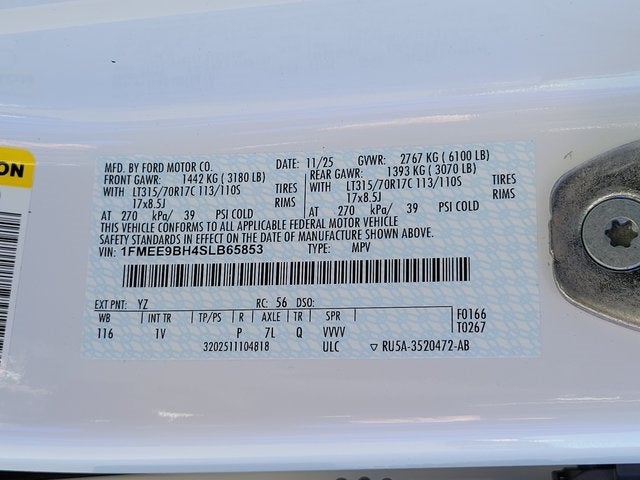 ON
MFD. BY FORD MOTOR CO. DATE: 11/25 GVWR: 2767 KG ( 6100 LB)
FRONT GAWR: 1442 KG ( 3180 LB) REAR GAWR: 1393 KG ( 3070 LB)
WITH LT315/70R17C 113/110S TIRES WITH LT315/70R17C 113/110S TIRES
17x8.5J RIMS 17x8.5J RIMS
AT 270 kPa/ 39 PSI COLD AT 270 kPa/ 39 PSI COLD
THIS VEHICLE CONFORMS TO ALL APPLICABLE FEDERAL MOTOR VEHICLE
SAFETY STANDARDS IN EFFECT ON THE DATE OF MANUFACTURE SHOWN ABOVE
VIN: 1FMEE9BH4SLB65853 TYPE: MPV
EXT PNT: YZ RC: 56 DSO:
WB INT TR TP/PS R AXLE TR SPR F0166
116 1V P 7L Q VVVV T0267
3202511104818 ULC ▽ RU5A-3520472-AB